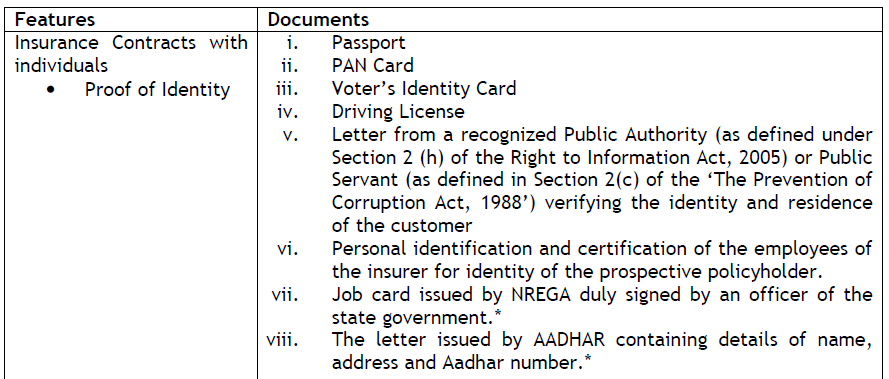 Features Documents
Insurance Contracts with
individuals
• Proof of Identity
i. Passport
ii. PAN Card
iii. Voter's Identity Card
iv. Driving License
v. Letter from a recognized Public Authority (as defined under
Section 2 (h) of the Right to Information Act, 2005) or Public
Servant (as defined in Section 2(c) of the ‘The Prevention of
Corruption Act, 1988’) verifying the identity and residence
of the customer
vi. Personal identification and certification of the employees of
the insurer for identity of the prospective policyholder.
vii. Job card issued by NREGA duly signed by an officer of the
state government.*
viii. The letter issued by AADHAR containing details of name,
address and Aadhar number.*